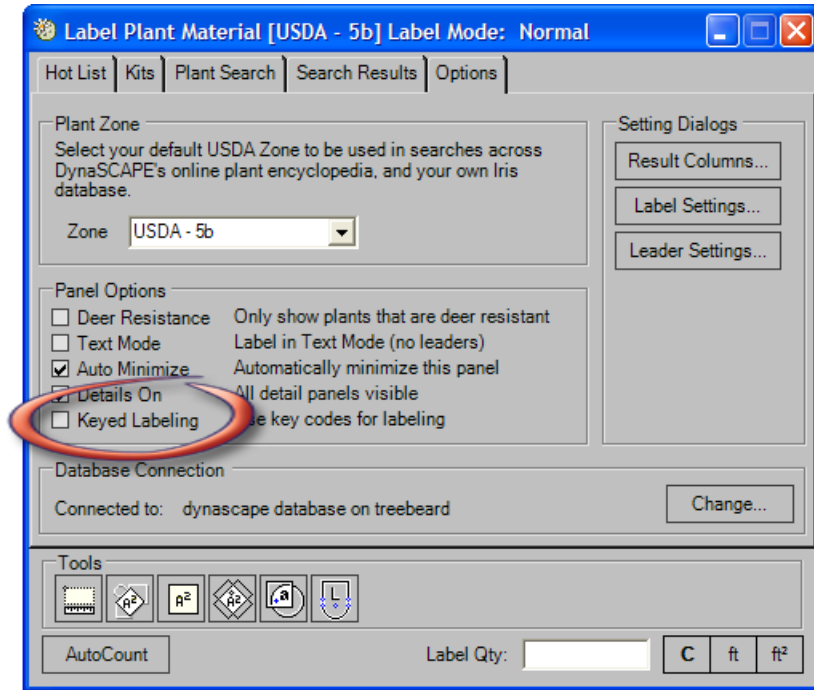 Label Plant Material [USDA - 5b] Label Mode: Normal
Hot List Kits Plant Search Search Results Options
Plant Zone
Select your default USDA Zone to be used in searches across
DynaSCAPE's online plant encyclopedia, and your own Iris
database.
Zone USDA - 5b
Setting Dialogs
Result Columns...
Label Settings...
Leader Settings...
Panel Options
Deer Resistance Only show plants that are deer resistant
Text Mode Label in Text Mode (no leaders)
Auto Minimize Automatically minimize this panel
Details On All detail panels visible
Keyed Labeling key codes for labeling
Database Connection
Connected to: dynascape database on treebeard
Change...
Tools
A² A² A² a L
AutoCount Label Qty: C ft ft²